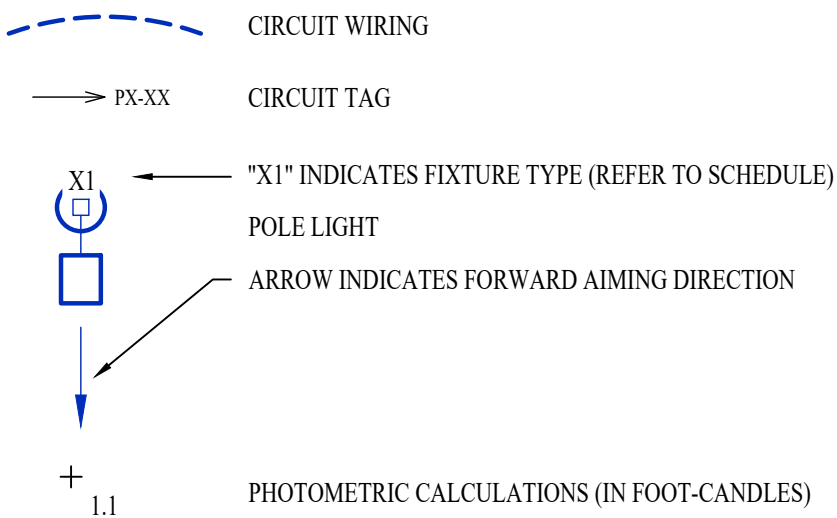 CIRCUIT WIRING
PX-XX CIRCUIT TAG
X1 "X1" INDICATES FIXTURE TYPE (REFER TO SCHEDULE)
POLE LIGHT
ARROW INDICATES FORWARD AIMING DIRECTION
1.1 PHOTOMETRIC CALCULATIONS (IN FOOT-CANDLES)